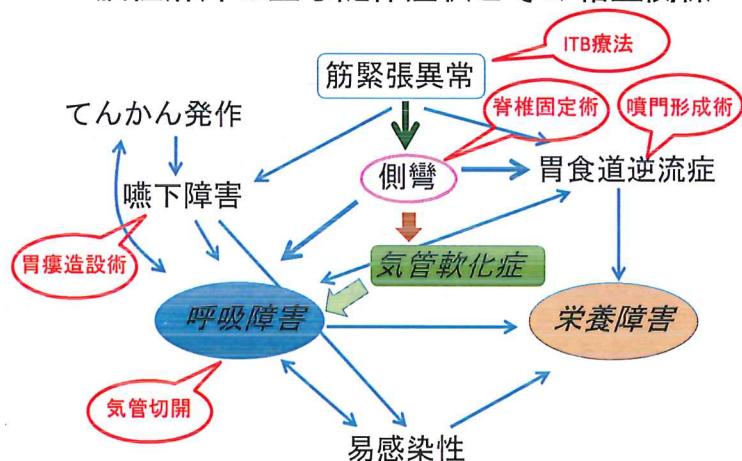 ITB療法
筋緊張異常
てんかん発作
脊椎固定術
噴門形成術
嚥下障害
側彎
胃食道逆流症
胃瘻造設術
気管軟化症
呼吸障害
栄養障害
気管切開
易感染性